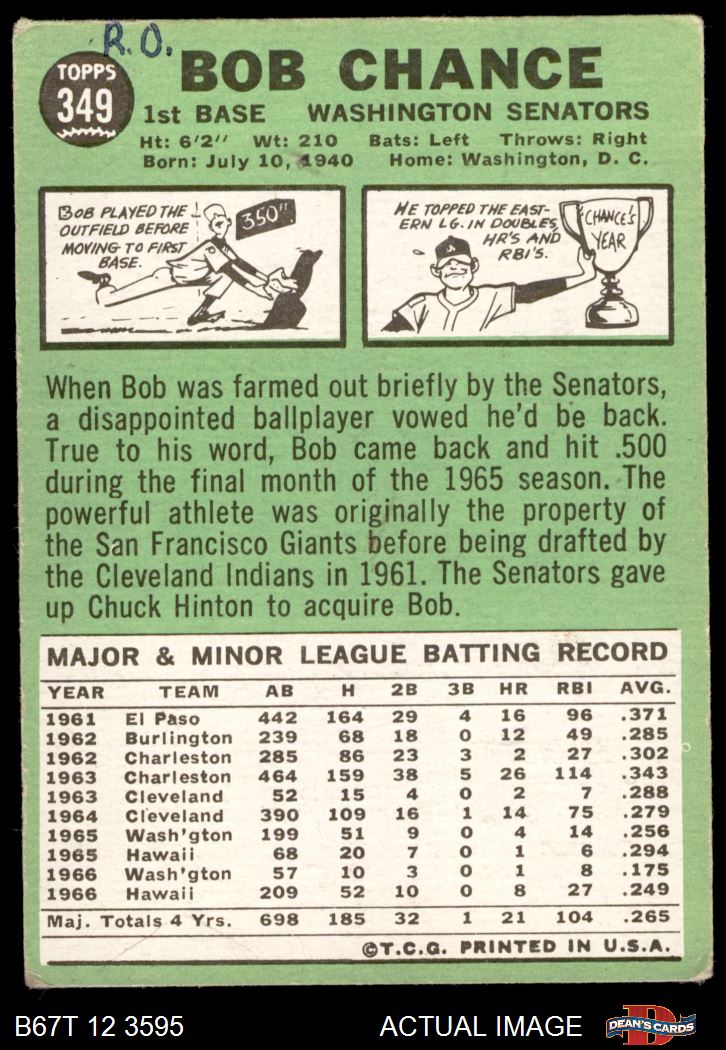 R.O.
TOPPS
349
BOB CHANCE
1st BASE WASHINGTON SENATORS
Ht: 6'2" Wt: 210 Bats: Left Throws: Right
Born: July 10, 1940 Home: Washington, D. C.
BOB PLAYED THE
OUTFIELD BEFORE
MOVING TO FIRST
BASE.
350 FT
HE TOPPED THE EAST-
ERN LG. IN DOUBLES,
HR'S AND
RBI'S.
CHANCE'S
YEAR
When Bob was farmed out briefly by the Senators,
a disappointed ballplayer vowed he'd be back.
True to his word, Bob came back and hit .500
during the final month of the 1965 season. The
powerful athlete was originally the property of
the San Francisco Giants before being drafted by
the Cleveland Indians in 1961. The Senators gave
up Chuck Hinton to acquire Bob.
MAJOR & MINOR LEAGUE BATTING RECORD
YEAR TEAM AB H 2B 3B HR RBI AVG.
1961 El Paso 442 164 29 4 16 96 .371
1962 Burlington 239 68 18 0 12 49 .285
1962 Charleston 285 86 23 3 2 27 .302
1963 Charleston 464 159 38 5 26 114 .343
1963 Cleveland 52 15 4 0 2 7 .288
1964 Cleveland 390 109 16 1 14 75 .279
1965 Wash'gton 199 51 9 0 4 14 .256
1965 Hawaii 68 20 7 0 1 6 .294
1966 Wash'gton 57 10 3 0 1 8 .175
1966 Hawaii 209 52 10 0 8 27 .249
Maj. Totals 4 Yrs. 698 185 32 1 21 104 .265
©T.C.G. PRINTED IN U.S.A.
B67T 12 3595 ACTUAL IMAGE DEAN'S CARDS